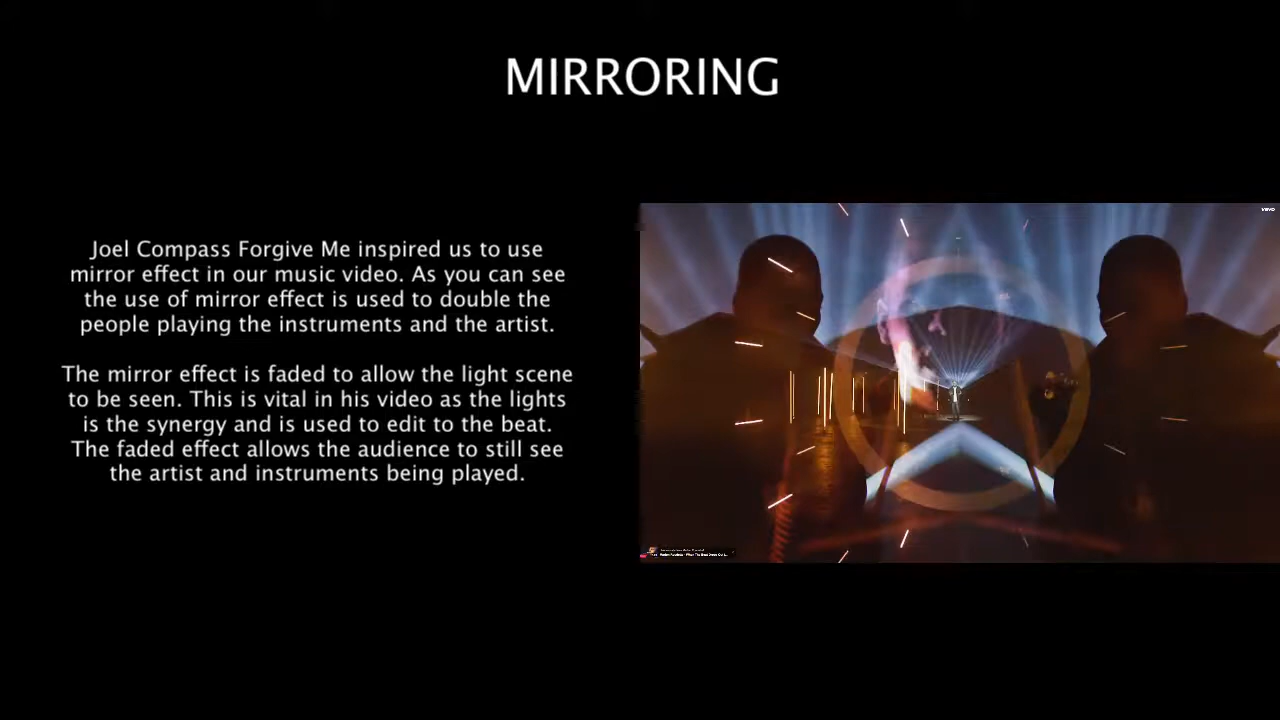 MIRRORING
Joel Compass Forgive Me inspired us to use
mirror effect in our music video. As you can see
the use of mirror effect is used to double the
people playing the instruments and the artist.
The mirror effect is faded to allow the light scene
to be seen. This is vital in his video as the lights
is the synergy and is used to edit to the beat.
The faded effect allows the audience to still see
the artist and instruments being played.
vevo